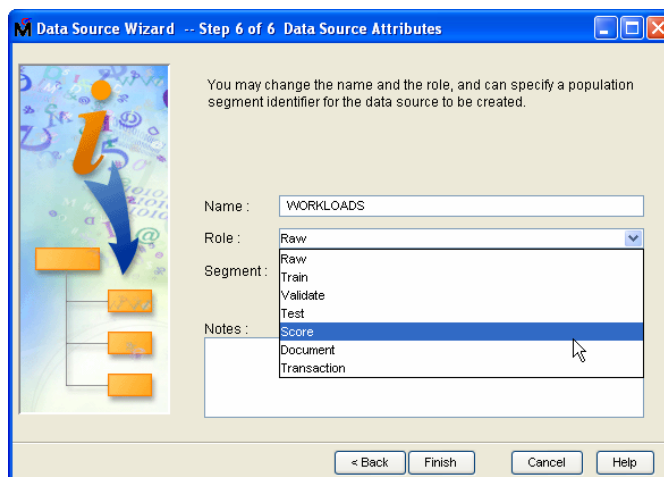 Data Source Wizard -- Step 6 of 6 Data Source Attributes
You may change the name and the role, and can specify a population
segment identifier for the data source to be created.
Name : WORKLOADS
Role : Raw
Raw
Segment :
Train
Validate
Test
Notes :
Score
Document
Transaction
< Back Finish Cancel Help